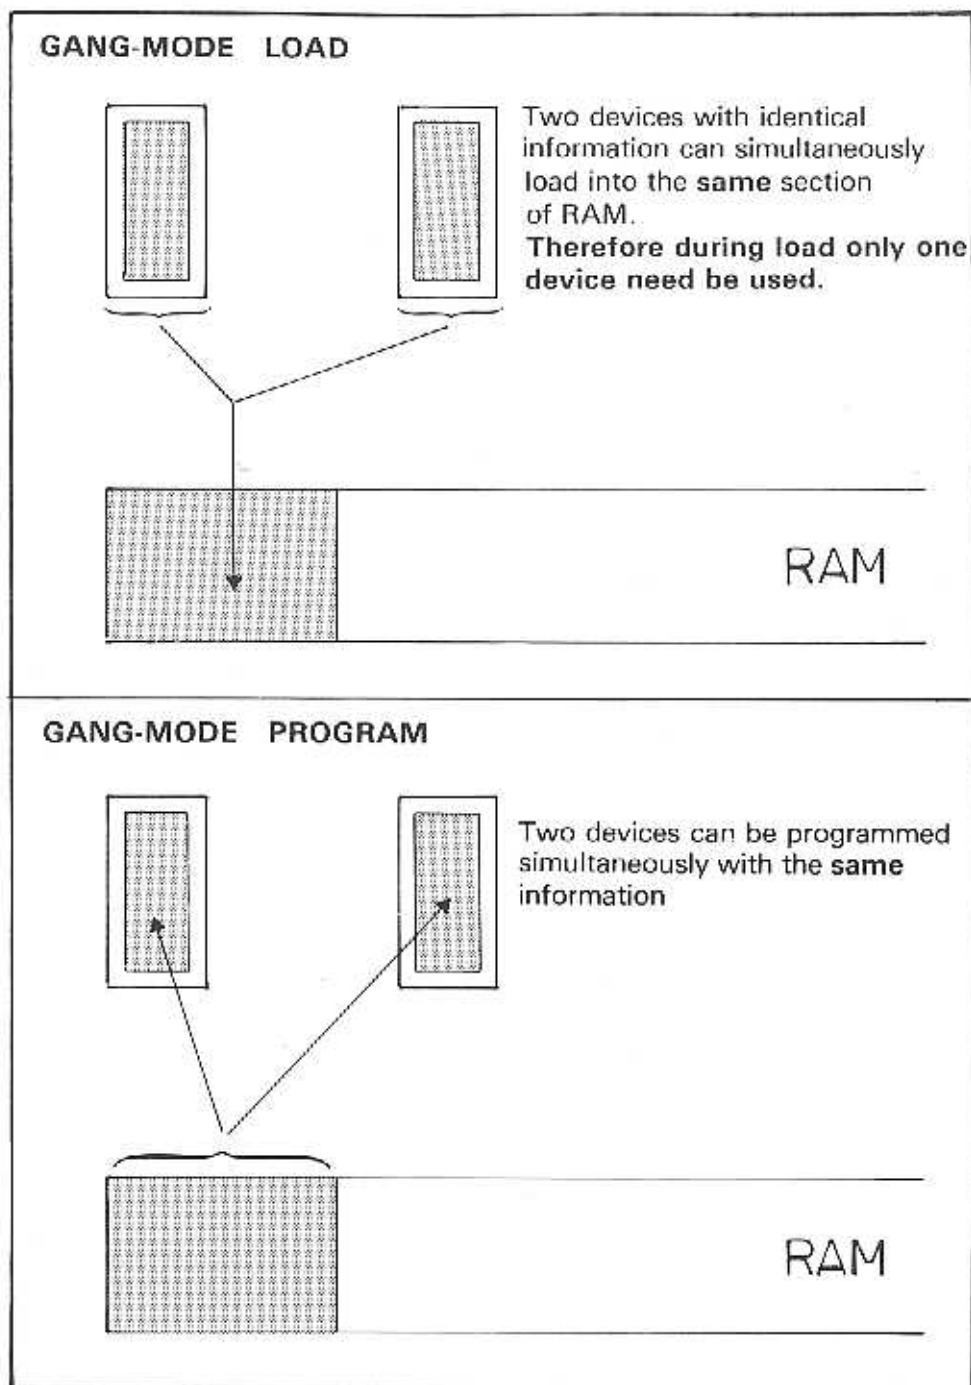 GANG-MODE LOAD
Two devices with identical
information can simultaneously
load into the same section
of RAM.
Therefore during load only one
device need be used.
RAM
GANG-MODE PROGRAM
Two devices can be programmed
simultaneously with the same
information
RAM